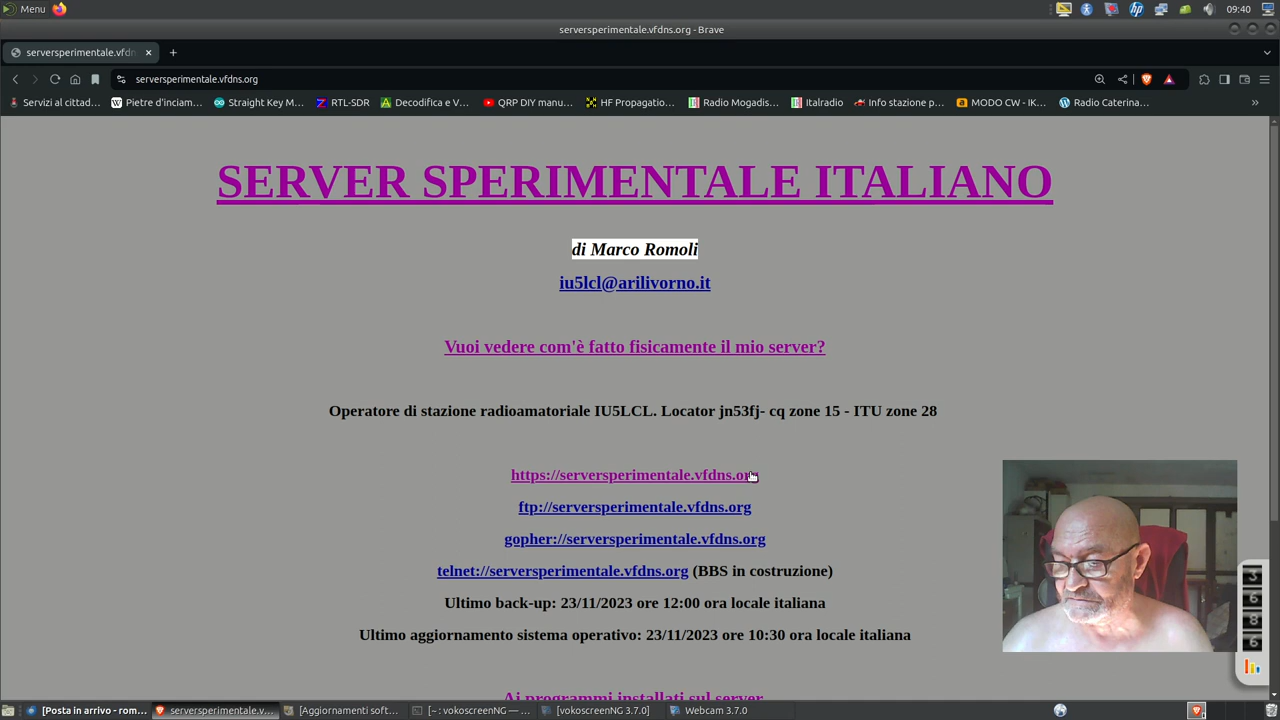 Menu
09:40
serversperimentale.vfdns.org - Brave
serversperimentale.vfdn
serversperimentale.vfdns.org
Servizi al cittad...
Pietre d'inciam...
Straight Key M...
RTL-SDR
Decodifica e V...
QRP DIY manu...
HF Propagatio...
Radio Mogadis...
Italradio
Info stazione p...
MODO CW - IK...
Radio Caterina...
SERVER SPERIMENTALE ITALIANO
di Marco Romoli
iu5lcl@arilivorno.it
Vuoi vedere com'è fatto fisicamente il mio server?
Operatore di stazione radioamatoriale IU5LCL. Locator jn53fj- cq zone 15 - ITU zone 28
https://serversperimentale.vfdns.org
ftp://serversperimentale.vfdns.org
gopher://serversperimentale.vfdns.org
telnet://serversperimentale.vfdns.org (BBS in costruzione)
Ultimo back-up: 23/11/2023 ore 12:00 ora locale italiana
Ultimo aggiornamento sistema operativo: 23/11/2023 ore 10:30 ora locale italiana
Ai programmi installati sul server
[Posta in arrivo - rom...
serversperimentale.v...
[Aggiornamenti soft...
[~ : vokoscreenNG — ...
[vokoscreenNG 3.7.0]
Webcam 3.7.0